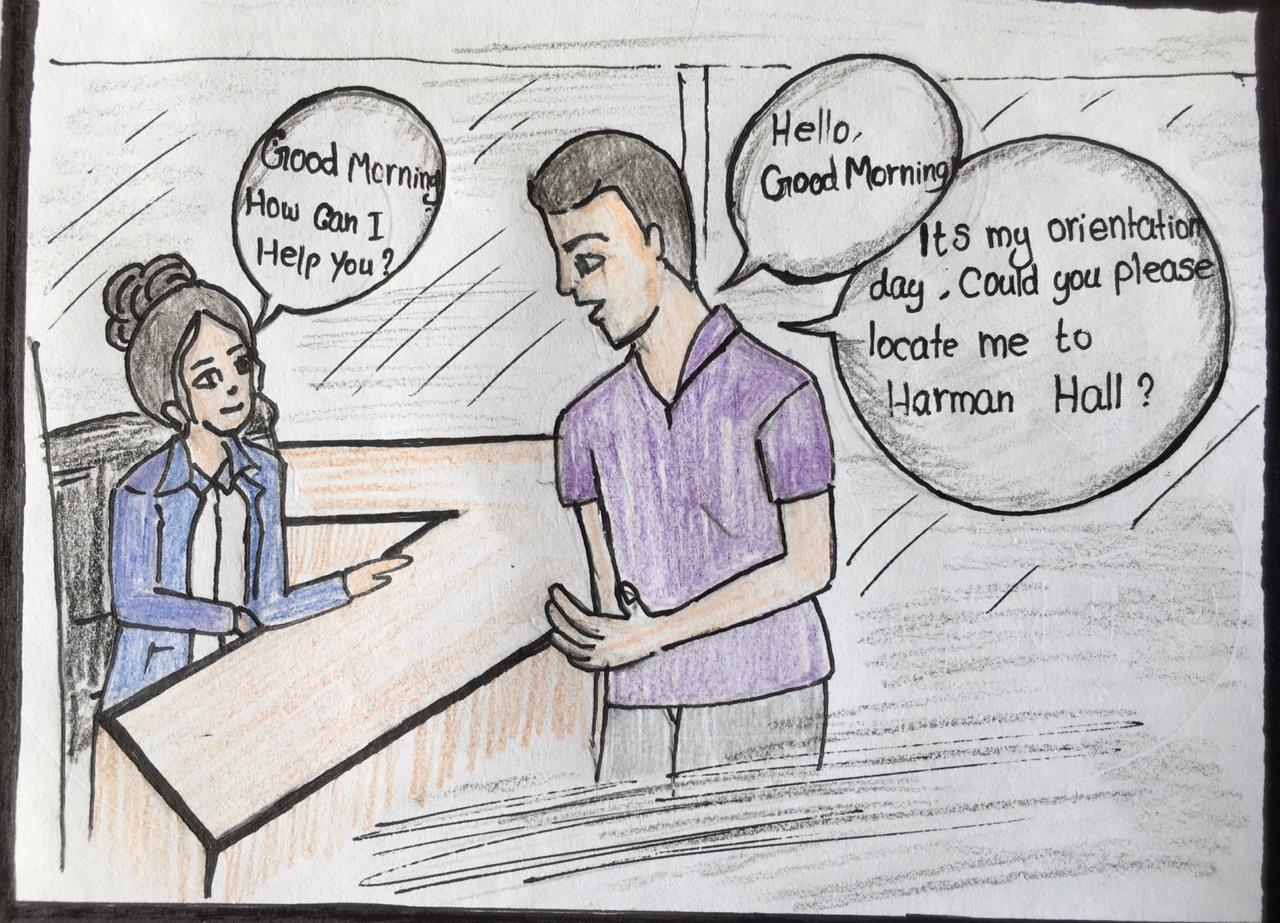 Good Morning
How Can I
Help you?
Hello,
Good Morning
Its my orientation
day, Could you please
locate me to
Harman Hall ?